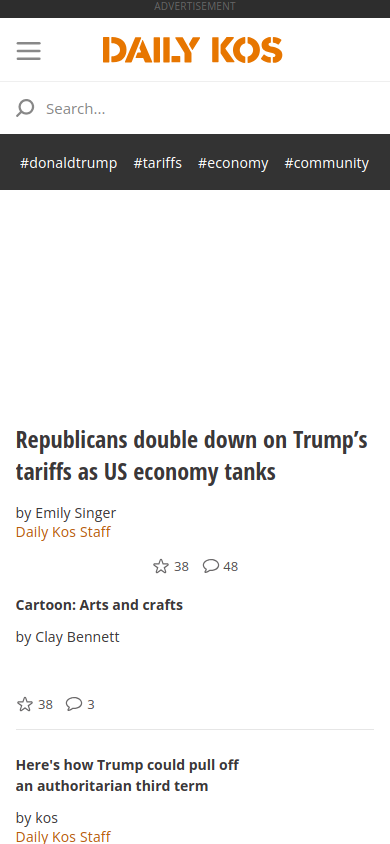 ADVERTISEMENT
DAILY KOS
Search...
#donaldtrump #tariffs #economy #community
Republicans double down on Trump's
tariffs as US economy tanks
by Emily Singer
Daily Kos Staff
38 48
Cartoon: Arts and crafts
by Clay Bennett
38 3
Here's how Trump could pull off
an authoritarian third term
by kos
Daily Kos Staff